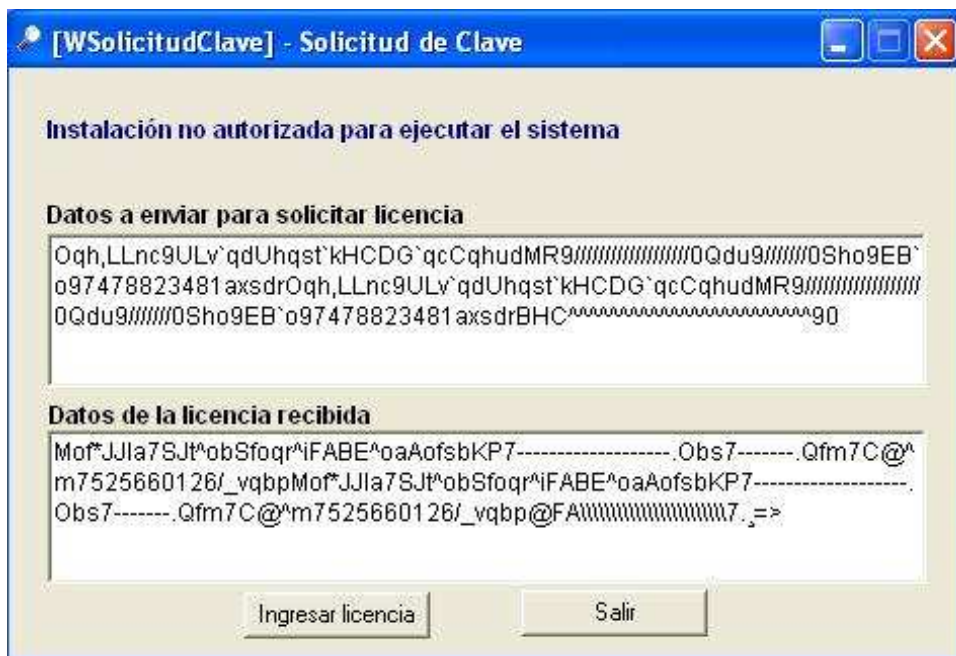 [WSolicitudClave] - Solicitud de Clave
Instalación no autorizada para ejecutar el sistema
Datos a enviar para solicitar licencia
Oqh,LLnc9ULv`qdUhqst`kHCDG`qcCqhudMR9///////////////////0Qdu9///////0Sho9EB`
o97478823481axsdrOqh,LLnc9ULv`qdUhqst`kHCDG`qcCqhudMR9///////////////////
0Qdu9///////0Sho9EB`o97478823481axsdrBHC^^^^^^^^^^^^^^^^^^^^^^^^90
Datos de la licencia recibida
Mof*JJla7SJt^obSfoqr^iFABE^oaAofsbKP7-------------------.Obs7-------.Qfm7C@^
m7525660126/_vqbpMof*JJla7SJt^obSfoqr^iFABE^oaAofsbKP7-------------------.
Obs7-------.Qfm7C@^m7525660126/_vqbp@FA\\\\\\\\\\\\\\\\\\\\\\\\7.¸=>
Ingresar licencia
Salir